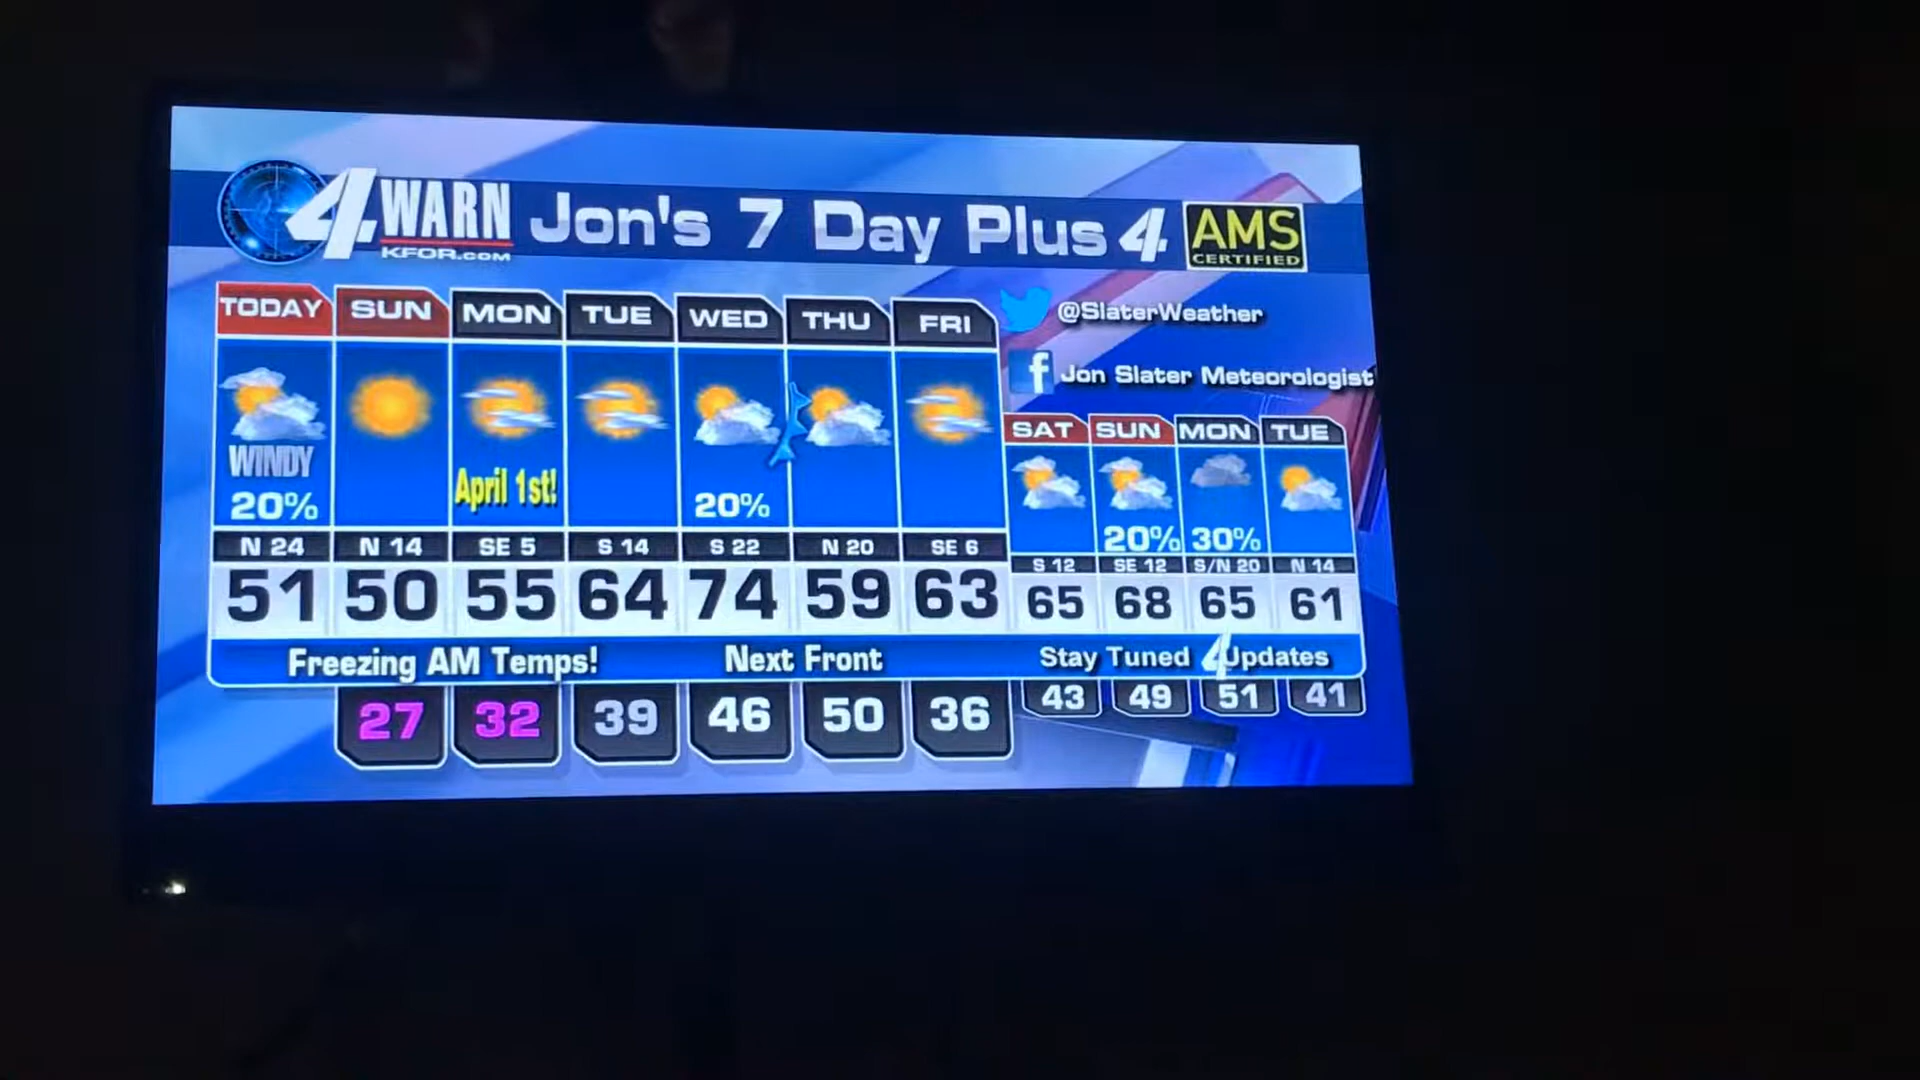 4WARN Jon's 7 Day Plus 4 AMS
KFOR.COM CERTIFIED
@SlaterWeather
Jon Slater Meteorologist
TODAY SUN MON TUE WED THU FRI
WINDY April 1st!
20% 20%
N 24 N 14 SE 5 S 14 S 22 N 20 SE 6
51 50 55 64 74 59 63
SAT SUN MON TUE
20% 30%
S 12 SE 12 S/N 20 N 14
65 68 65 61
Freezing AM Temps! Next Front Stay Tuned 4 Updates
27 32 39 46 50 36 43 49 51 41